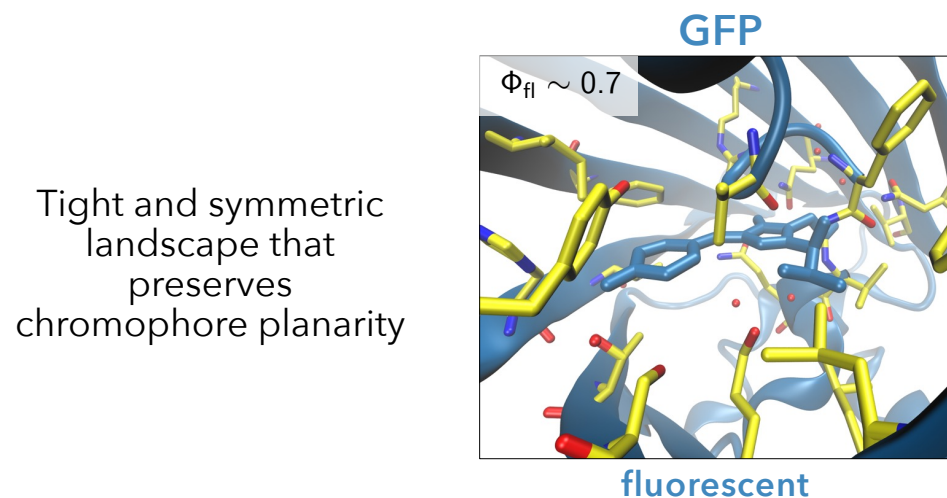 Tight and symmetric
landscape that
preserves
chromophore planarity
GFP
Φfl ∼ 0.7
fluorescent